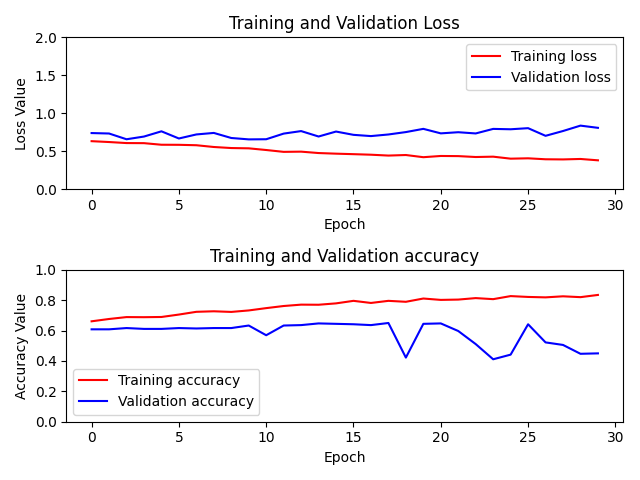 Training and Validation Loss
2.0
1.5
1.0
0.5
0.0
Loss Value
Training loss
Validation loss
0 5 10 15 20 25 30
Epoch
Training and Validation accuracy
1.0
0.8
0.6
0.4
0.2
0.0
Accuracy Value
Training accuracy
Validation accuracy
0 5 10 15 20 25 30
Epoch